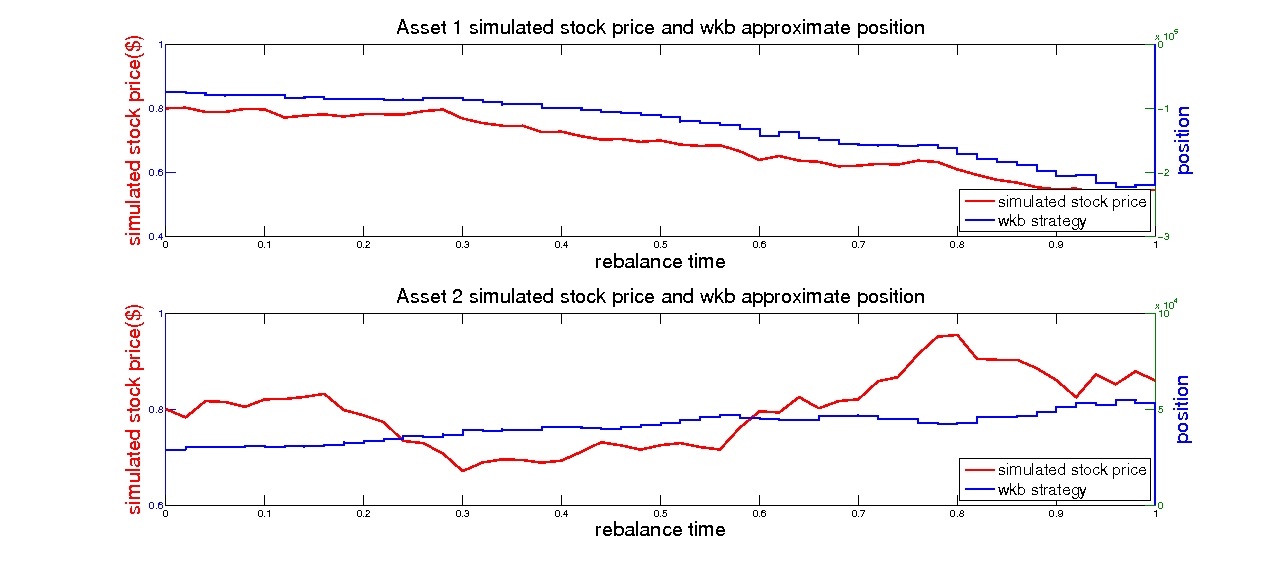 Asset 1 simulated stock price and wkb approximate position
x 10^5
simulated stock price($)
1
0.8
0.6
0.4
0
-1
-2
-3
position
simulated stock price
wkb strategy
0 0.1 0.2 0.3 0.4 0.5 0.6 0.7 0.8 0.9 1
rebalance time
Asset 2 simulated stock price and wkb approximate position
x 10^4
simulated stock price($)
1
0.8
0.6
10
5
0
position
simulated stock price
wkb strategy
0 0.1 0.2 0.3 0.4 0.5 0.6 0.7 0.8 0.9 1
rebalance time